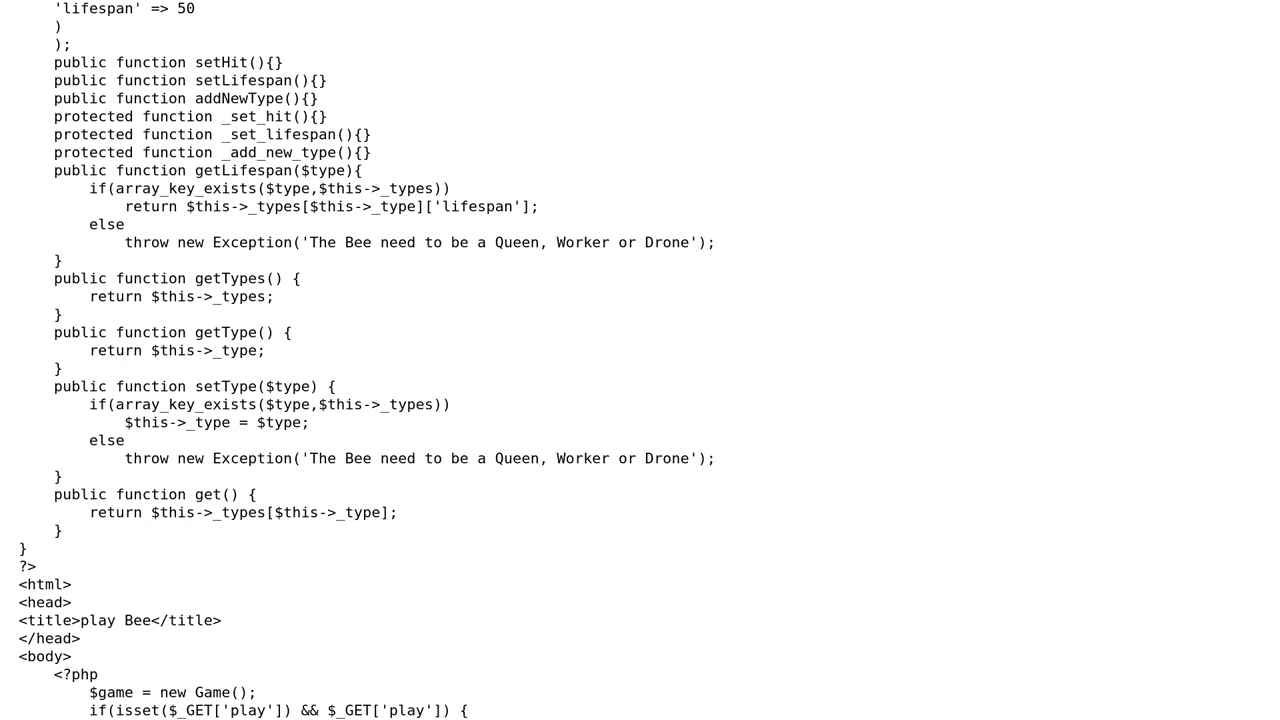 'lifespan' => 50
    )
    );
    public function setHit(){}
    public function setLifespan(){}
    public function addNewType(){}
    protected function _set_hit(){}
    protected function _set_lifespan(){}
    protected function _add_new_type(){}
    public function getLifespan($type){
        if(array_key_exists($type,$this->_types))
            return $this->_types[$this->_type]['lifespan'];
        else
            throw new Exception('The Bee need to be a Queen, Worker or Drone');
    }
    public function getTypes() {
        return $this->_types;
    }
    public function getType() {
        return $this->_type;
    }
    public function setType($type) {
        if(array_key_exists($type,$this->_types))
            $this->_type = $type;
        else
            throw new Exception('The Bee need to be a Queen, Worker or Drone');
    }
    public function get() {
        return $this->_types[$this->_type];
    }
}
?>
<html>
<head>
<title>play Bee</title>
</head>
<body>
    <?php
        $game = new Game();
        if(isset($_GET['play']) && $_GET['play']) {